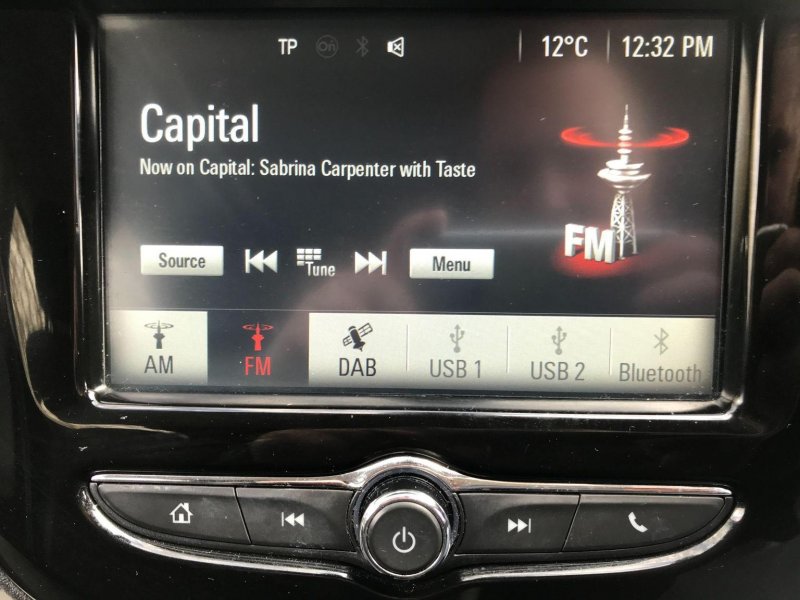 TP 12°C 12:32 PM
Capital
Now on Capital: Sabrina Carpenter with Taste
FM
Source Tune Menu
AM FM DAB USB 1 USB 2 Bluetooth